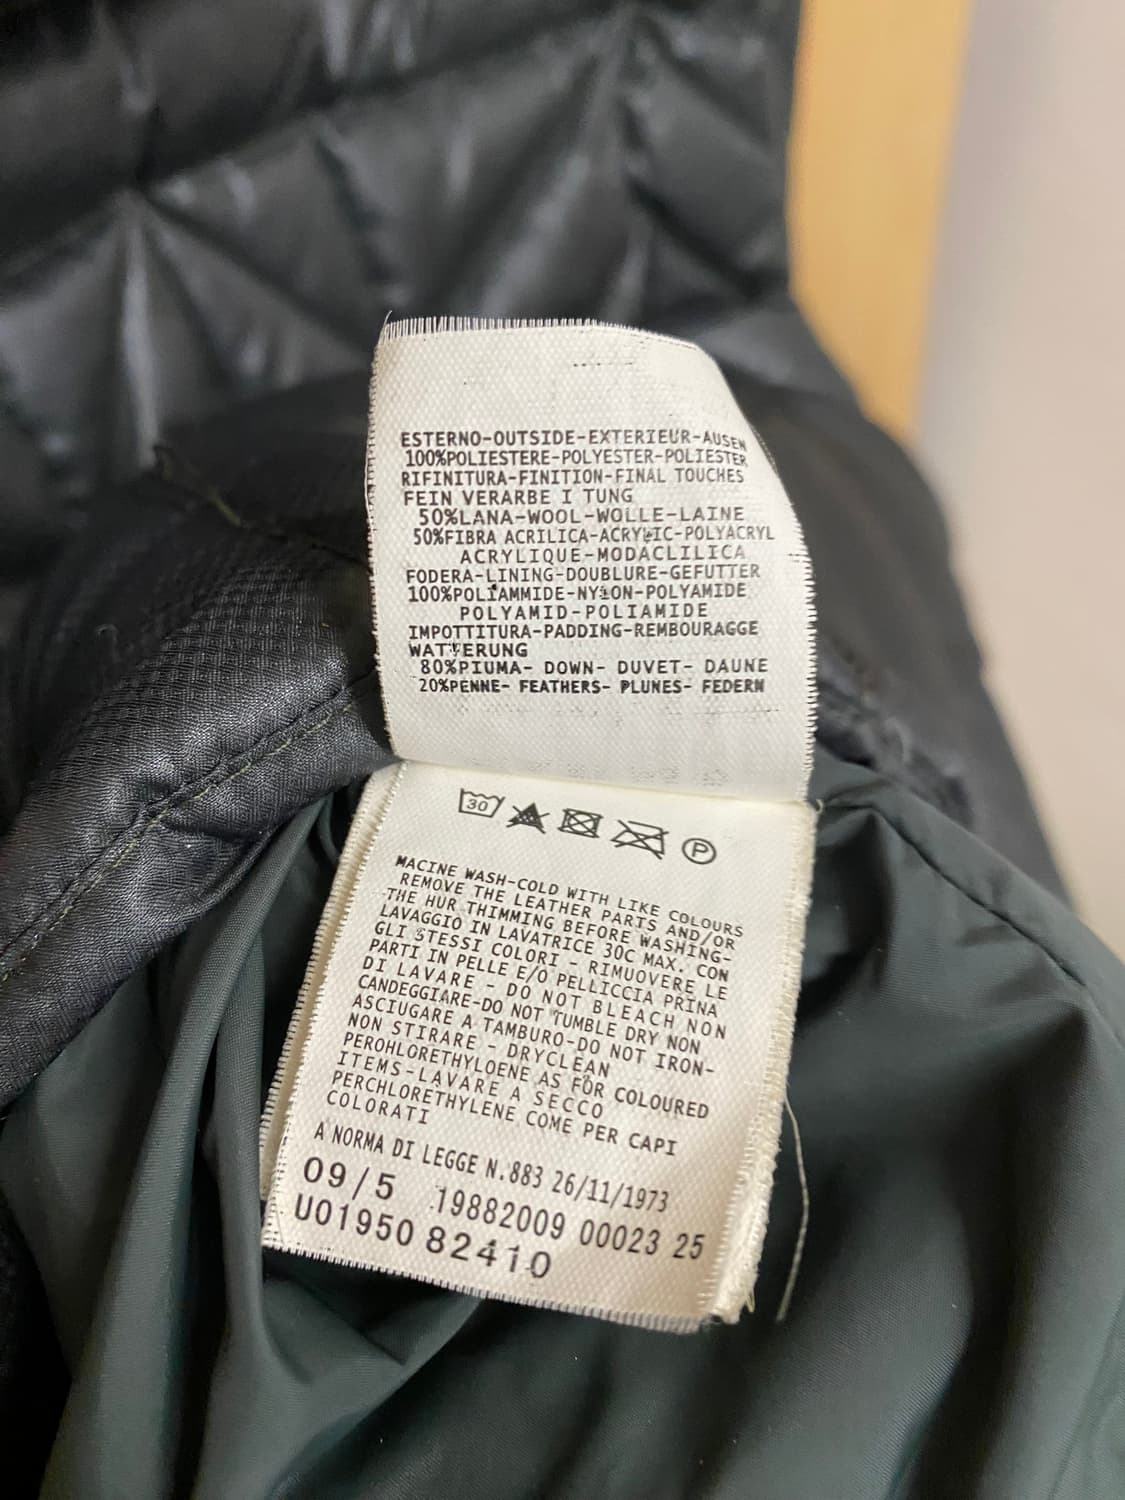 ESTERNO-OUTSIDE-EXTERIEUR-AUSEN
100%POLIESTERE-POLYESTER-POLIESTER
RIFINITURA-FINITION-FINAL TOUCHES
FEIN VERARBE I TUNG
50%LANA-WOOL-WOLLE-LAINE
50%FIBRA ACRILICA-ACRYLIC-POLYACRYL
ACRYLIQUE-MODACLILICA
FODERA-LINING-DOUBLURE-GEFUTTER
100%POLIAMMIDE-NYLON-POLYAMIDE
POLYAMID-POLIAMIDE
IMPOTTITURA-PADDING-REMBOURAGGE
WATTERUNG
80%PIUMA- DOWN- DUVET- DAUNE
20%PENNE- FEATHERS- PLUNES- FEDERN
30 P
MACINE WASH-COLD WITH LIKE COLOURS
REMOVE THE LEATHER PARTS AND/OR
THE HUR THIMMING BEFORE WASHING-
LAVAGGIO IN LAVATRICE 30C MAX. CON
GLI STESSI COLORI - RIMUOVERE LE
PARTI IN PELLE E/O PELLICCIA PRINA
DI LAVARE - DO NOT BLEACH NON
CANDEGGIARE-DO NOT TUMBLE DRY NON
ASCIUGARE A TAMBURO-DO NOT IRON-
NON STIRARE - DRYCLEAN
PEROHLORETHYLOENE AS FOR COLOURED
ITEMS-LAVARE A SECCO
PERCHLORETHYLENE COME PER CAPI
COLORATI
A NORMA DI LEGGE N.883 26/11/1973
09/5 19882009 00023 25
U01950 82410